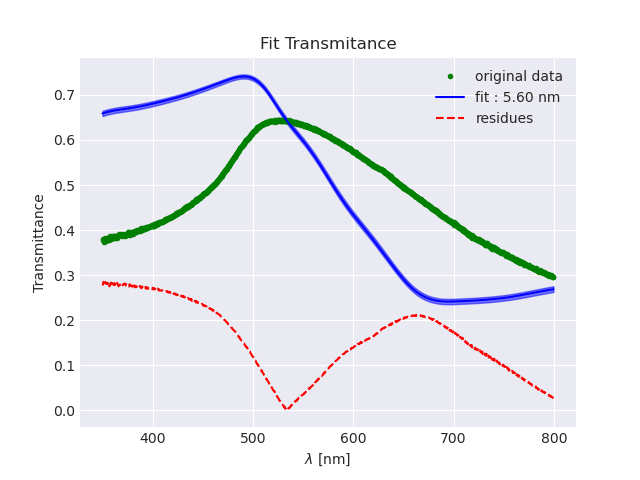 Fit Transmitance
original data
fit : 5.60 nm
residues
Transmittance
0.7
0.6
0.5
0.4
0.3
0.2
0.1
0.0
400 500 600 700 800
λ [nm]